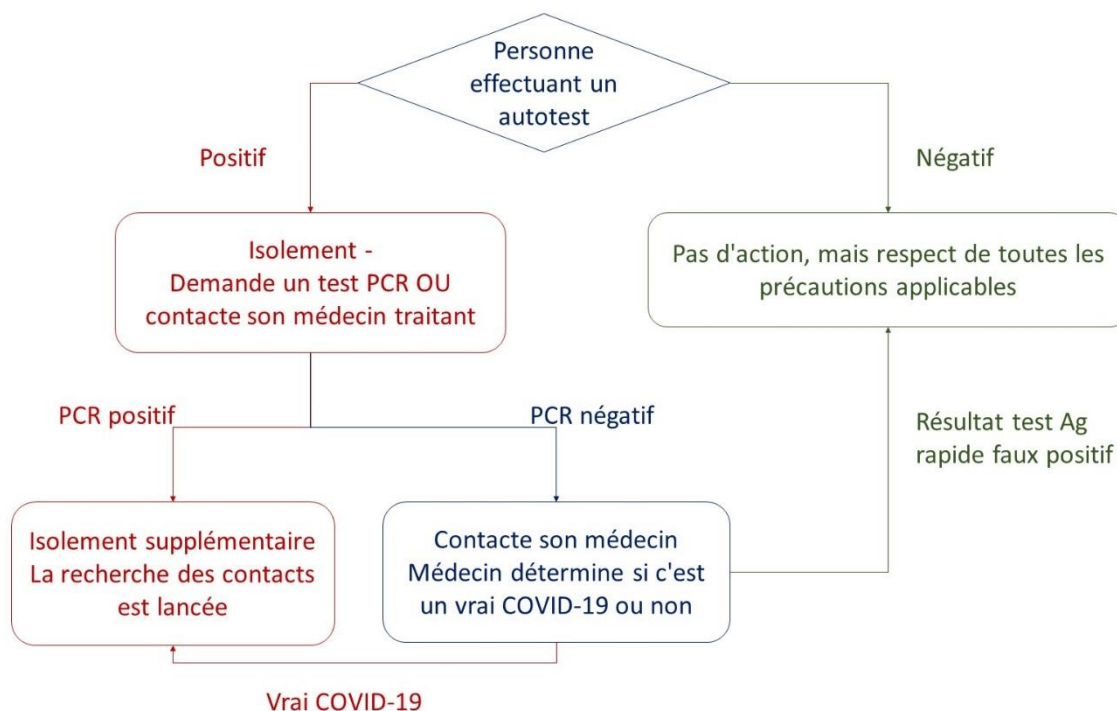 Personne
effectuant un
autotest
Positif
Négatif
Isolement -
Demande un test PCR OU
contacte son médecin traitant
Pas d'action, mais respect de toutes les
précautions applicables
PCR positif
PCR négatif
Résultat test Ag
rapide faux positif
Isolement supplémentaire
La recherche des contacts
est lancée
Contacte son médecin
Médecin détermine si c'est
un vrai COVID-19 ou non
Vrai COVID-19